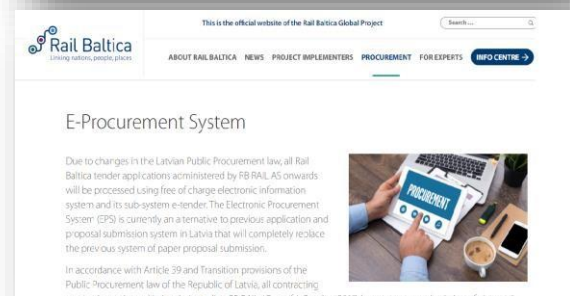 This is the official website of the Rail Baltica Global Project
Search ...
Rail Baltica
Linking nations, people, places
ABOUT RAIL BALTICA NEWS PROJECT IMPLEMENTERS PROCUREMENT FOR EXPERTS INFO CENTRE →
E-Procurement System
Due to changes in the Latvian Public Procurement law, all Rail
Baltica tender applications administered by RB RAIL AS onwards
will be processed using free of charge electronic information
system and its sub-system e-tender. The Electronic Procurement
System (EPS) is currently an alternative to previous application and
proposal submission system in Latvia that will completely replace
the previous system of paper proposal submission.
PROCUREMENT
In accordance with Article 39 and Transition provisions of the
Public Procurement law of the Republic of Latvia, all contracting